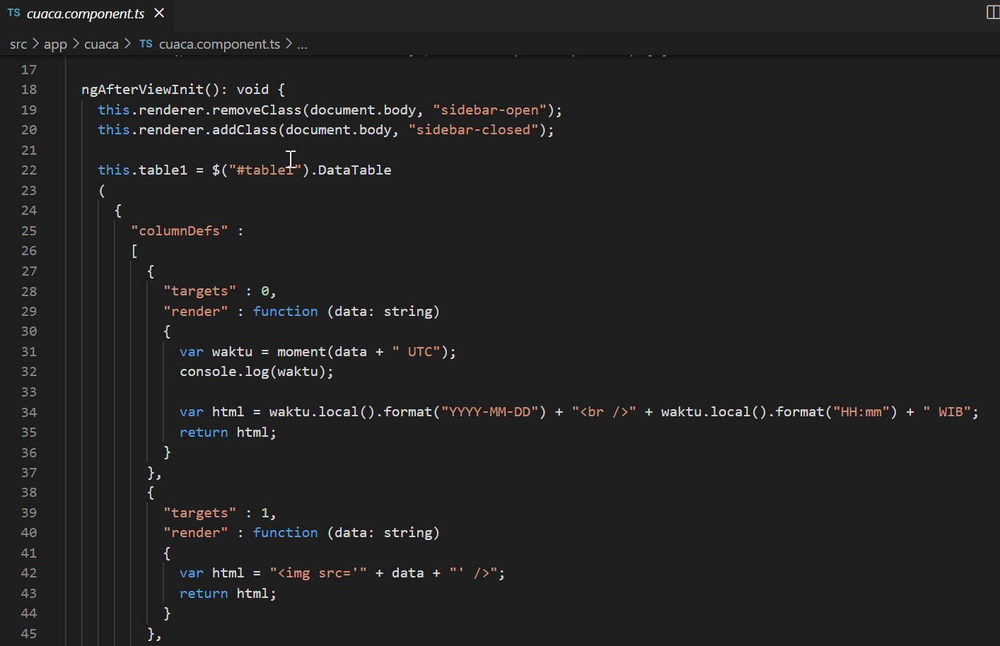 TS cuaca.component.ts ×
src > app > cuaca > TS cuaca.component.ts > ...
17
18 ngAfterViewInit(): void {
19 this.renderer.removeClass(document.body, "sidebar-open");
20 this.renderer.addClass(document.body, "sidebar-closed");
21
22 this.table1 = $("#table1").DataTable
23 (
24 {
25 "columnDefs" :
26 [
27 {
28 "targets" : 0,
29 "render" : function (data: string)
30 {
31 var waktu = moment(data + " UTC");
32 console.log(waktu);
33
34 var html = waktu.local().format("YYYY-MM-DD") + "<br />" + waktu.local().format("HH:mm") + " WIB";
35 return html;
36 }
37 },
38 {
39 "targets" : 1,
40 "render" : function (data: string)
41 {
42 var html = "<img src='" + data + "' />";
43 return html;
44 }
45 },